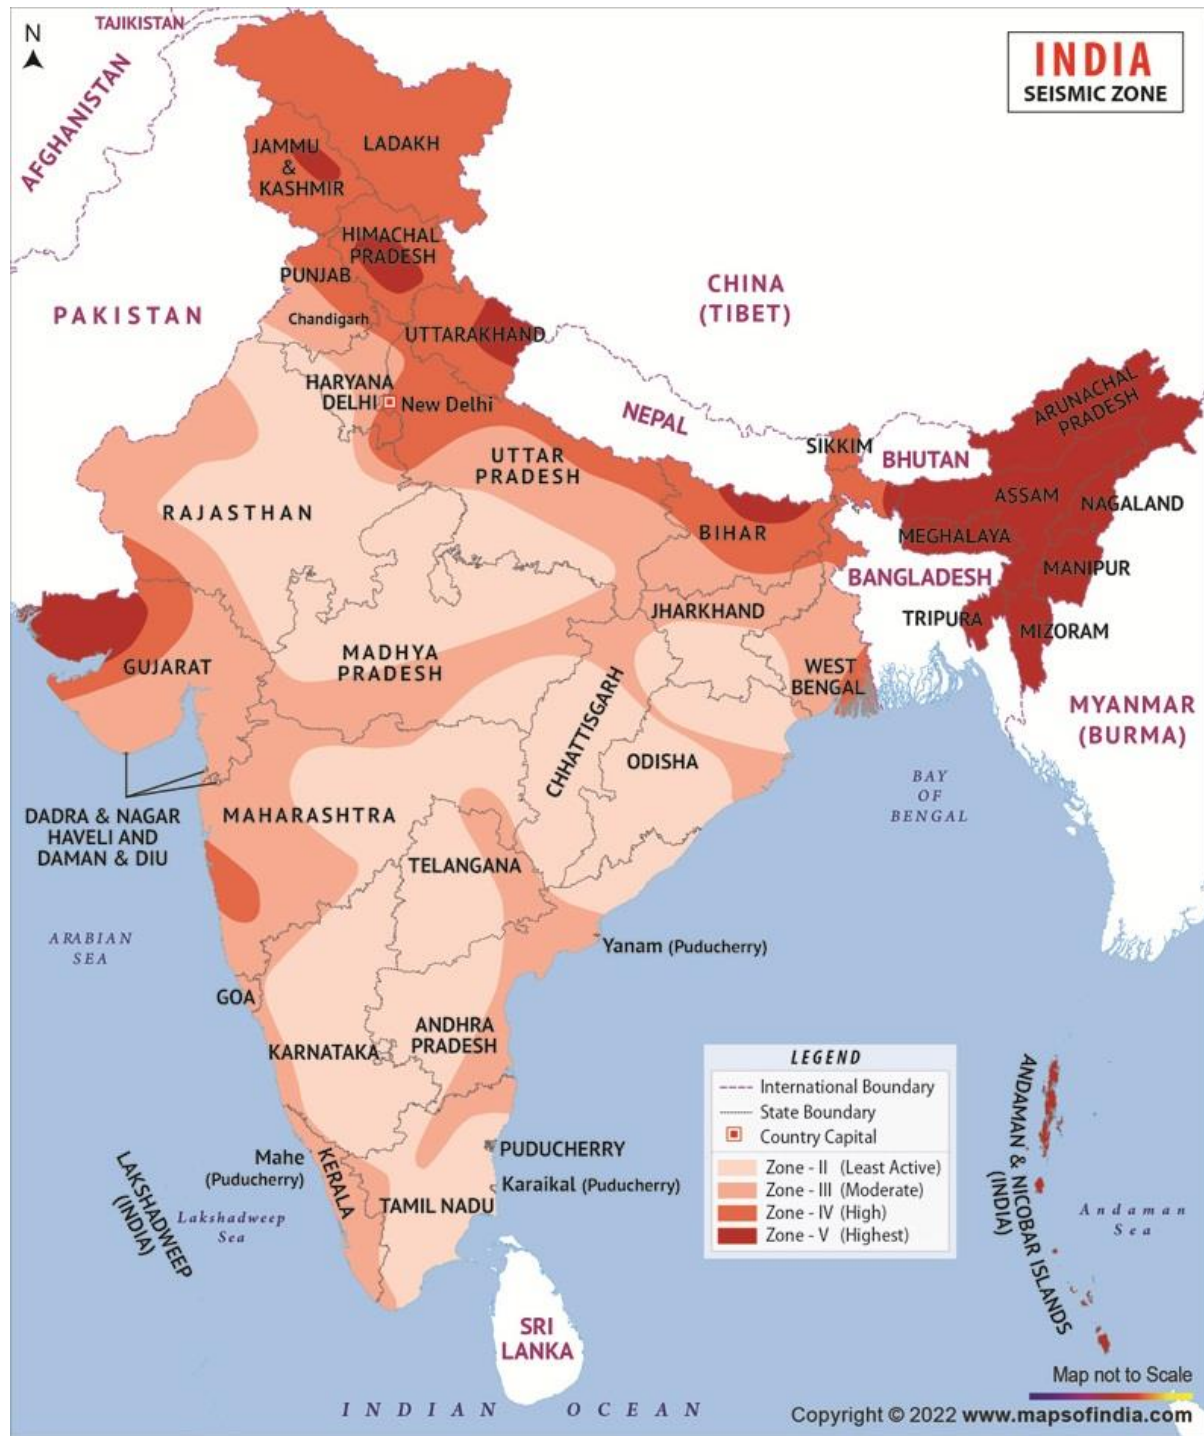 N
TAJIKISTAN
AFGHANISTAN
INDIA
SEISMIC ZONE
JAMMU
&
KASHMIR
LADAKH
HIMACHAL
PRADESH
PUNJAB
Chandigarh
UTTARAKHAND
PAKISTAN
CHINA
(TIBET)
HARYANA
DELHI
New Delhi
NEPAL
SIKKIM
BHUTAN
ARUNACHAL
PRADESH
UTTAR
PRADESH
ASSAM
NAGALAND
RAJASTHAN
BIHAR
MEGHALAYA
MANIPUR
BANGLADESH
JHARKHAND
TRIPURA
MIZORAM
GUJARAT
MADHYA
PRADESH
WEST
BENGAL
CHHATTISGARH
ODISHA
MYANMAR
(BURMA)
BAY
OF
BENGAL
DADRA & NAGAR
HAVELI AND
DAMAN & DIU
MAHARASHTRA
TELANGANA
ARABIAN
SEA
Yanam (Puducherry)
GOA
KARNATAKA
ANDHRA
PRADESH
LEGEND
International Boundary
State Boundary
Country Capital
Zone - II (Least Active)
Zone - III (Moderate)
Zone - IV (High)
Zone - V (Highest)
ANDAMAN & NICOBAR ISLANDS
(INDIA)
Andaman
Sea
Mahe
(Puducherry)
KERALA
PUDUCHERRY
Karaikal (Puducherry)
TAMIL NADU
LAKSHADWEEP
(INDIA)
Lakshadweep
Sea
SRI
LANKA
INDIAN OCEAN
Map not to Scale
Copyright © 2022 www.mapsofindia.com